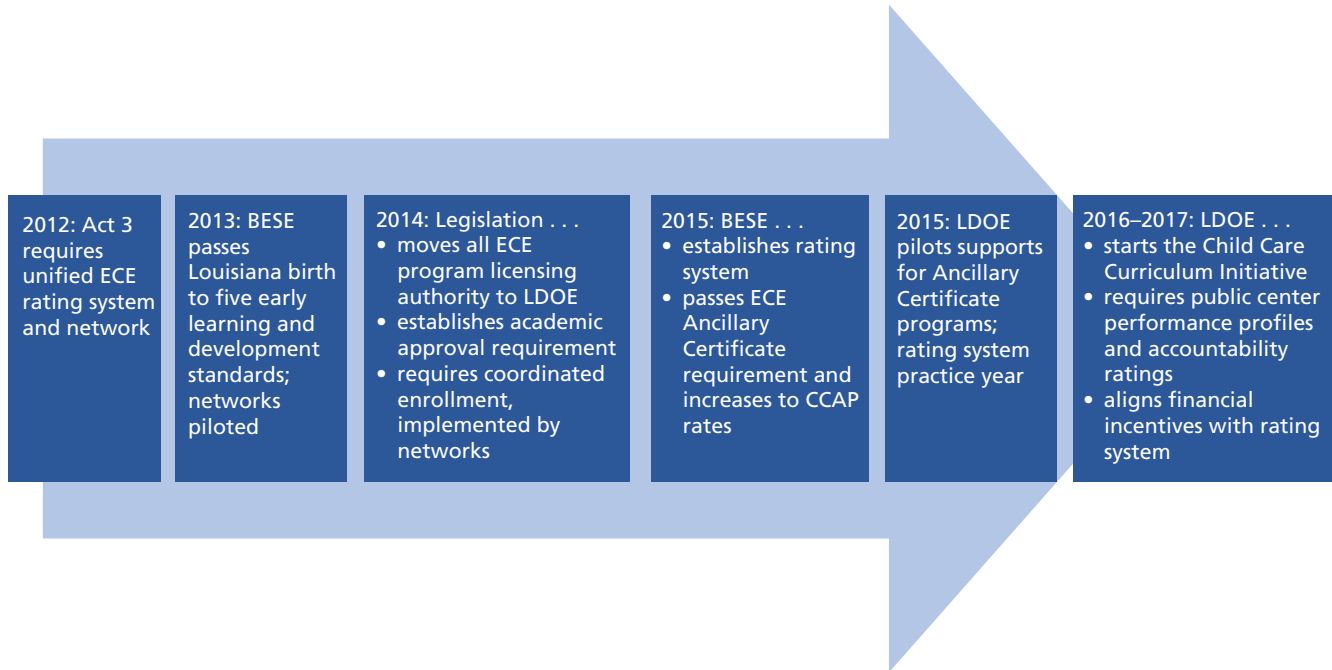 2012: Act 3
requires
unified ECE
rating system
and network
2013: BESE
passes
Louisiana birth
to five early
learning and
development
standards;
networks
piloted
2014: Legislation . . .
• moves all ECE
program licensing
authority to LDOE
• establishes academic
approval requirement
• requires coordinated
enrollment,
implemented by
networks
2015: BESE . . .
• establishes rating
system
• passes ECE
Ancillary
Certificate
requirement and
increases to CCAP
rates
2015: LDOE
pilots supports
for Ancillary
Certificate
programs;
rating system
practice year
2016–2017: LDOE . . .
• starts the Child Care
Curriculum Initiative
• requires public center
performance profiles
and accountability
ratings
• aligns financial
incentives with rating
system